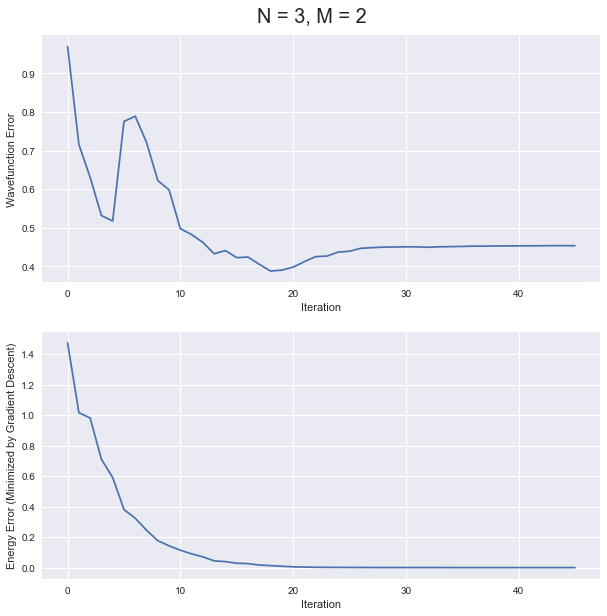 N = 3, M = 2
Wavefunction Error
0.9
0.8
0.7
0.6
0.5
0.4
0 10 20 30 40
Iteration
Energy Error (Minimized by Gradient Descent)
1.4
1.2
1.0
0.8
0.6
0.4
0.2
0.0
0 10 20 30 40
Iteration